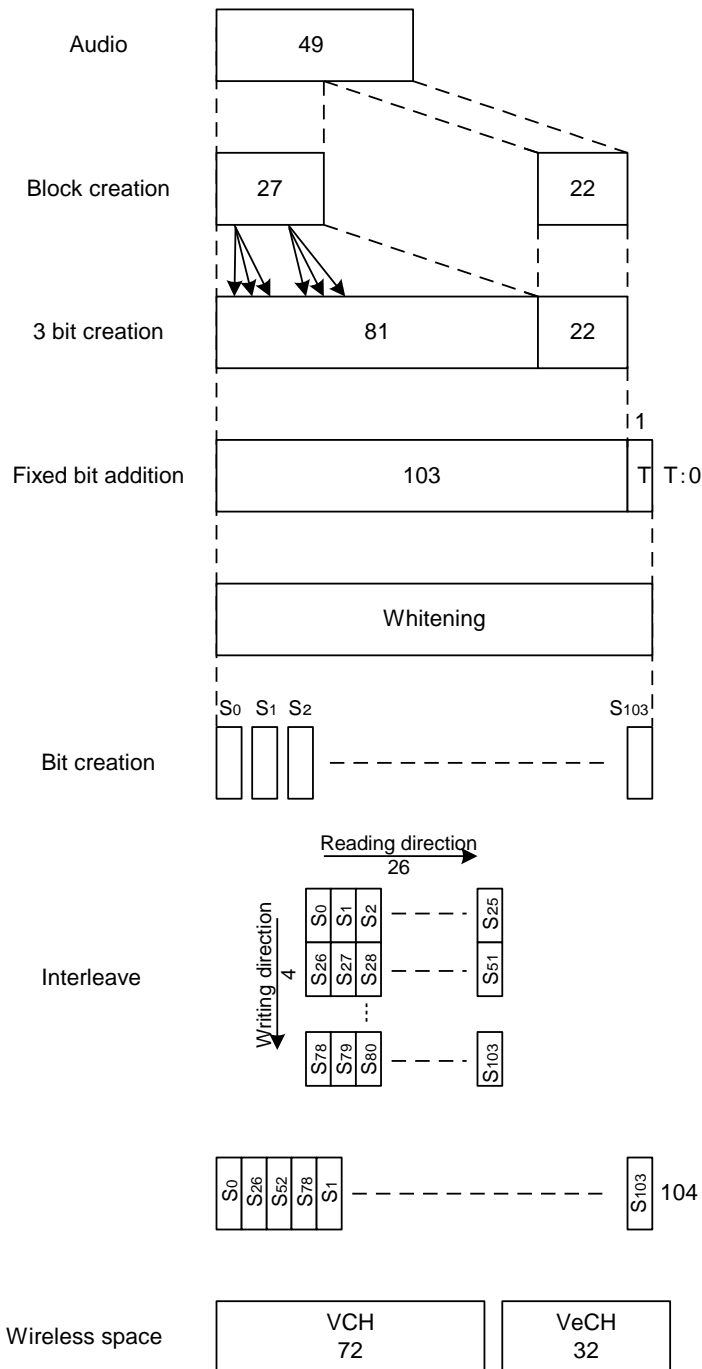 Audio
49
Block creation
27
22
3 bit creation
81
22
1
Fixed bit addition
103
T
T:0
Whitening
S0
S1
S2
S103
Bit creation
Reading direction
26
Interleave
Writing direction
4
S0
S1
S2
S25
S26
S27
S28
S51
S78
S79
S80
S103
S0
S26
S52
S78
S1
S103
104
Wireless space
VCH
72
VeCH
32